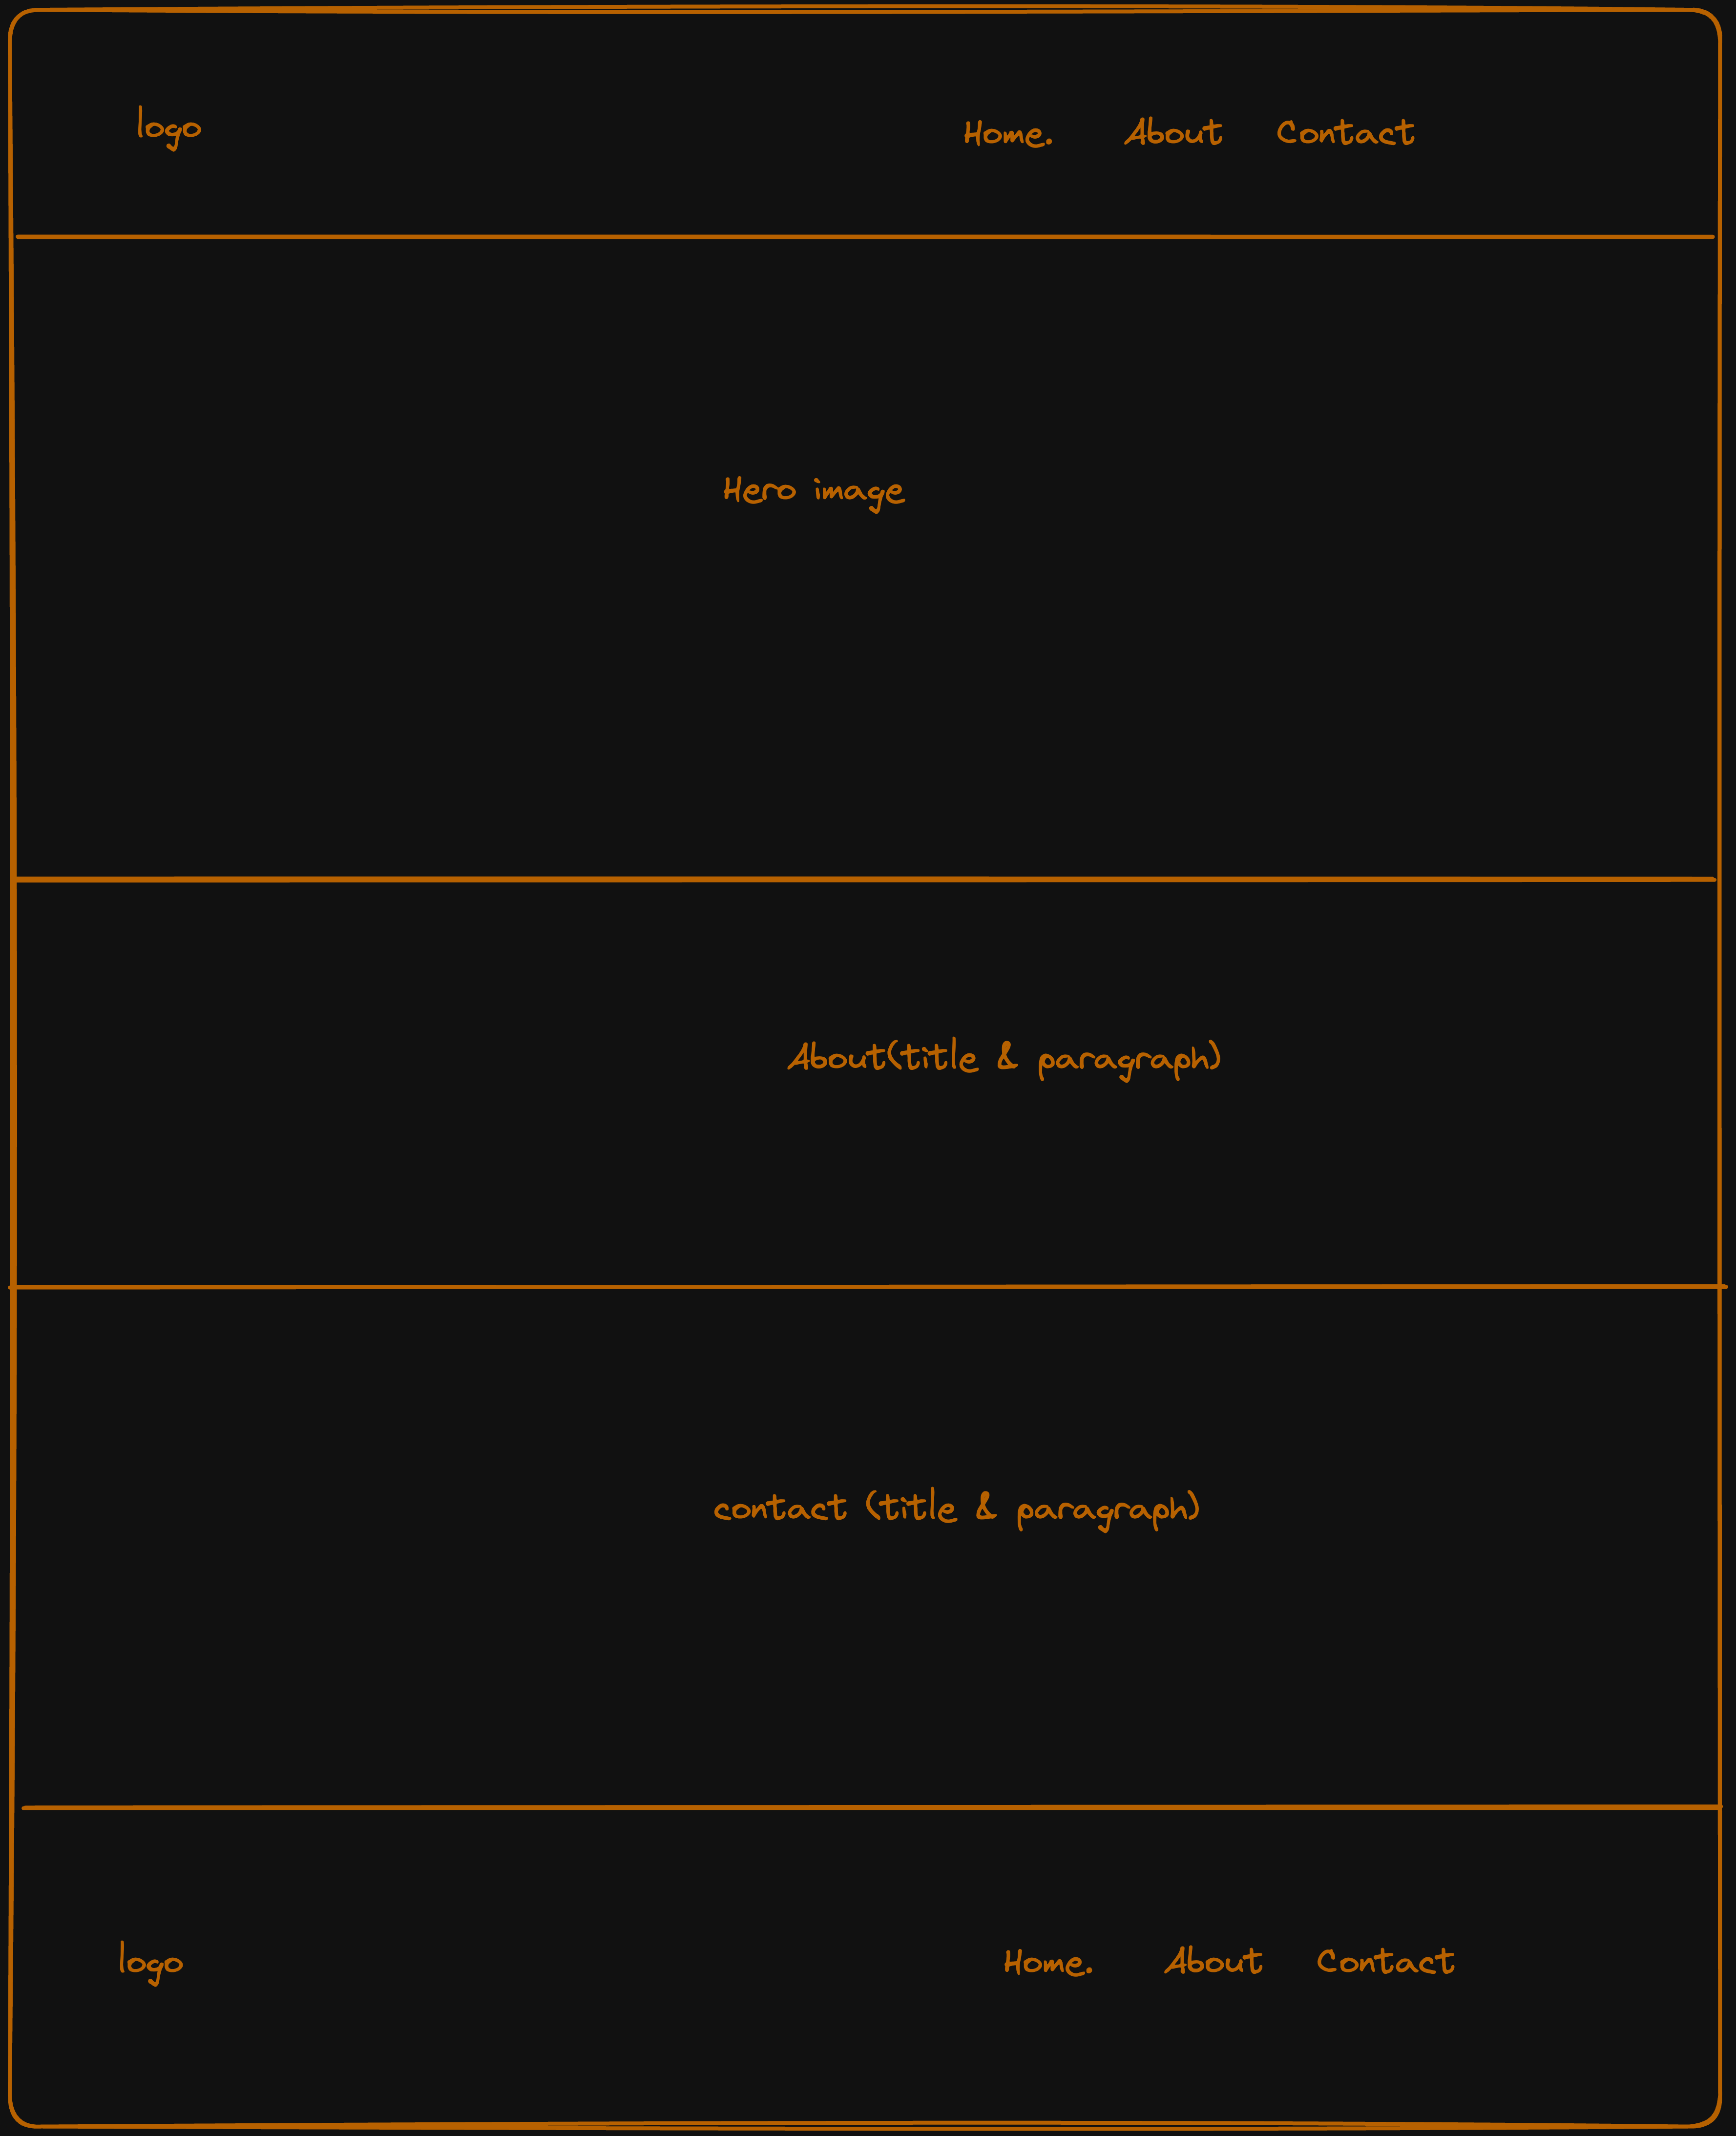 logo Home. About Contact
Hero image
About(title & paragraph)
contact (title & paragraph)
logo Home. About Contact